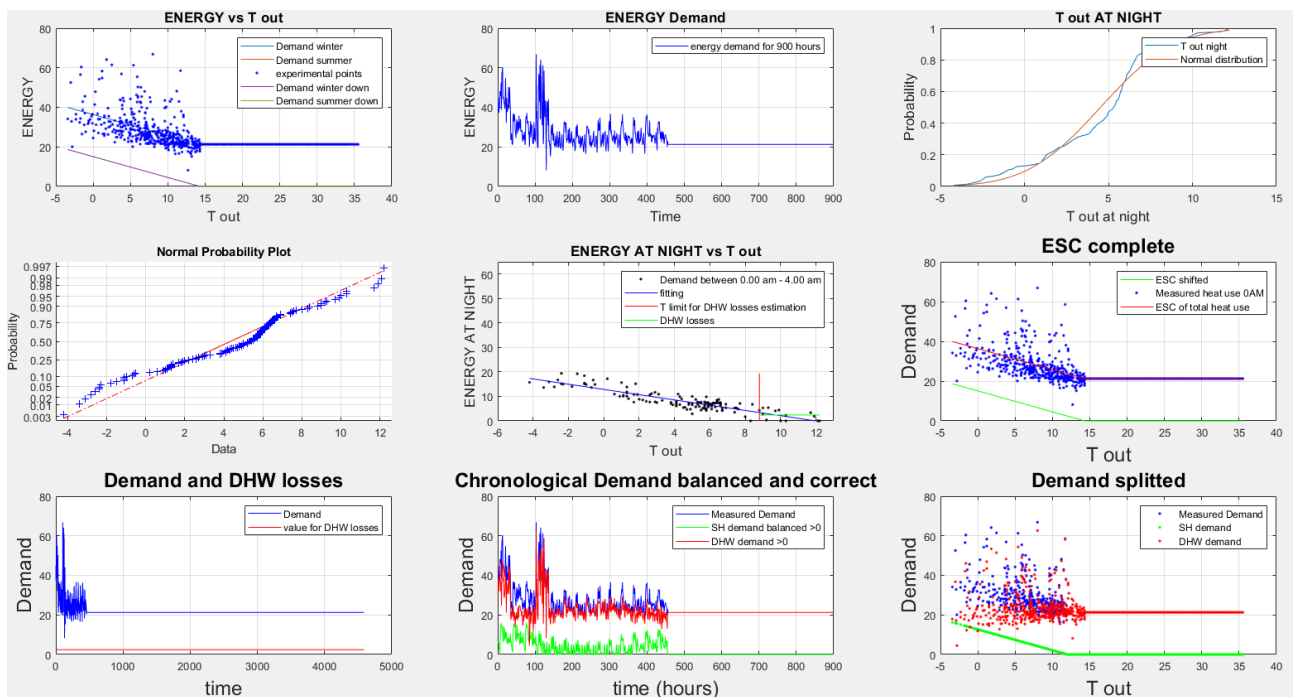 ENERGY vs T out
80
60
40
20
0
ENERGY
Demand winter
Demand summer
experimental points
Demand winter down
Demand summer down
-5 0 5 10 15 20 25 30 35 40
T out
ENERGY Demand
80
60
40
20
0
ENERGY
energy demand for 900 hours
0 100 200 300 400 500 600 700 800 900
Time
T out AT NIGHT
1
0.8
0.6
0.4
0.2
0
Probability
T out night
Normal distribution
-5 0 5 10 15
T out at night
Normal Probability Plot
0.997
0.99
0.98
0.95
0.90
0.75
0.50
0.25
0.10
0.05
0.02
0.01
0.003
Probability
-4 -2 0 2 4 6 8 10 12
Data
ENERGY AT NIGHT vs T out
60
50
40
30
20
10
0
ENERGY AT NIGHT
Demand between 0.00 am - 4.00 am
fitting
T limit for DHW losses estimation
DHW losses
-6 -4 -2 0 2 4 6 8 10 12
T out
ESC complete
80
60
40
20
0
Demand
ESC shifted
Measured heat use 0AM
ESC of total heat use
-5 0 5 10 15 20 25 30 35 40
T out
Demand and DHW losses
80
60
40
20
0
Demand
Demand
value for DHW losses
0 1000 2000 3000 4000 5000
time
Chronological Demand balanced and correct
80
60
40
20
0
Demand
Measured Demand
SH demand balanced >0
DHW demand >0
0 100 200 300 400 500 600 700 800 900
time (hours)
Demand splitted
80
60
40
20
0
Demand
Measured Demand
SH demand
DHW demand
-5 0 5 10 15 20 25 30 35 40
T out